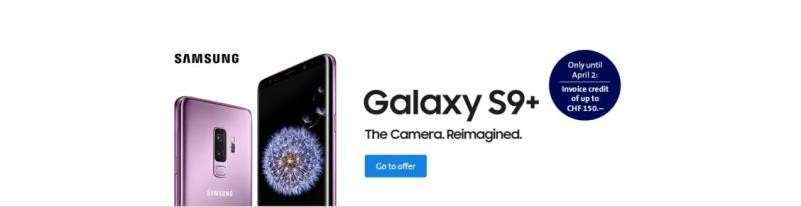 SAMSUNG
Galaxy S9+
The Camera. Reimagined.
Go to offer
Only until
April 2:
Invoice credit
of up to
CHF 150.–
SAMSUNG